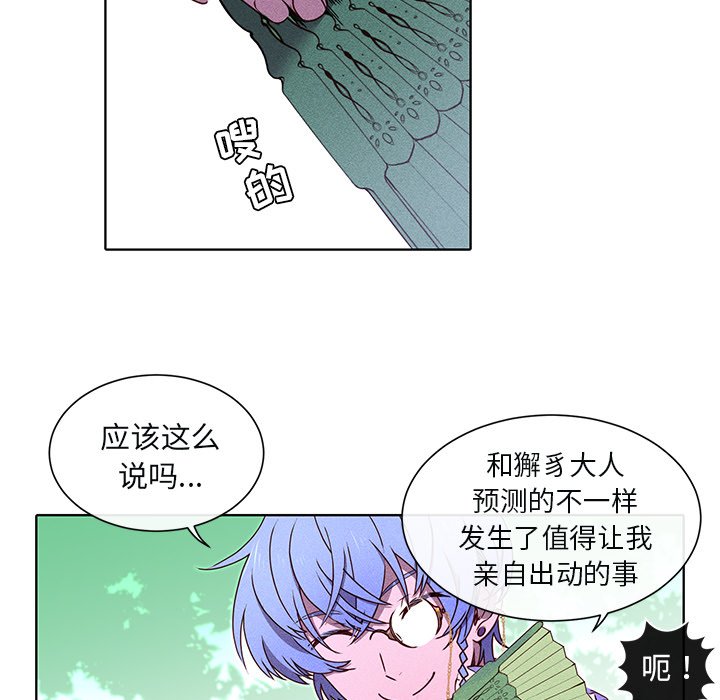 嗖
的
应该这么
说吗...
和獬豸大人
预测的不一样
发生了值得让我
亲自出动的事
呃！